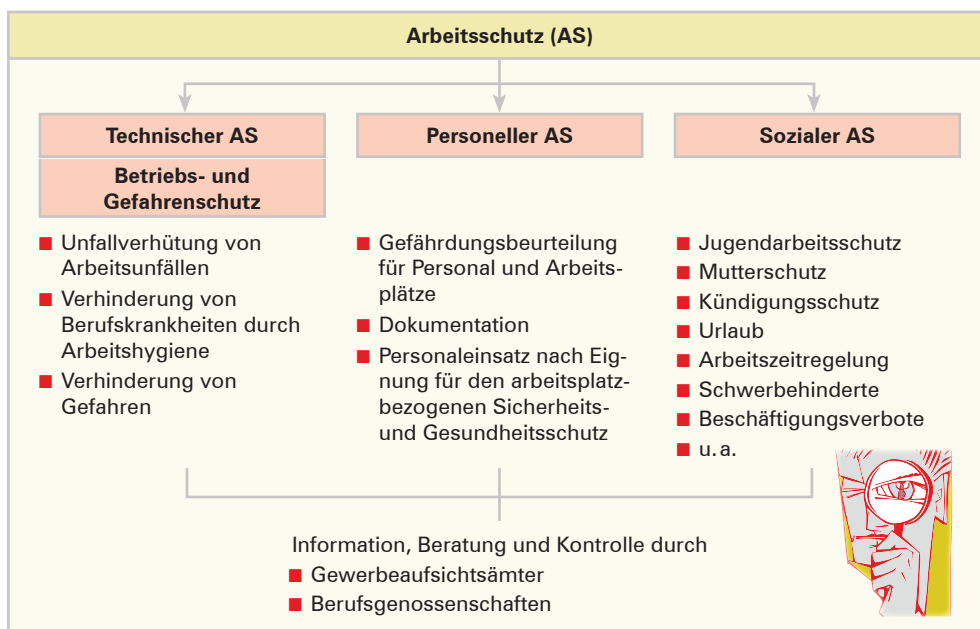 Arbeitsschutz (AS)
Technischer AS
Betriebs- und
Gefahrenschutz
■ Unfallverhütung von
Arbeitsunfällen
■ Verhinderung von
Berufskrankheiten durch
Arbeitshygiene
■ Verhinderung von
Gefahren
Personeller AS
■ Gefährdungsbeurteilung
für Personal und Arbeits-
plätze
■ Dokumentation
■ Personaleinsatz nach Eig-
nung für den arbeitsplatz-
bezogenen Sicherheits-
und Gesundheitsschutz
Sozialer AS
■ Jugendarbeitsschutz
■ Mutterschutz
■ Kündigungsschutz
■ Urlaub
■ Arbeitszeitregelung
■ Schwerbehinderte
■ Beschäftigungsverbote
■ u. a.
Information, Beratung und Kontrolle durch
■ Gewerbeaufsichtsämter
■ Berufsgenossenschaften